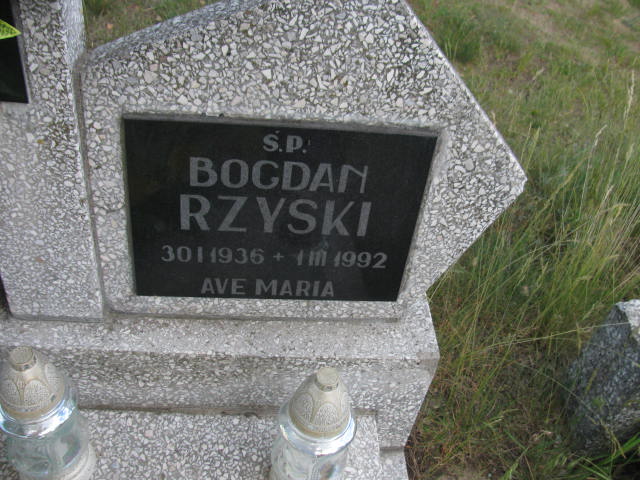 Ś.P.
BOGDAN
RZYSKI
30 I 1936 + 1 III 1992
AVE MARIA